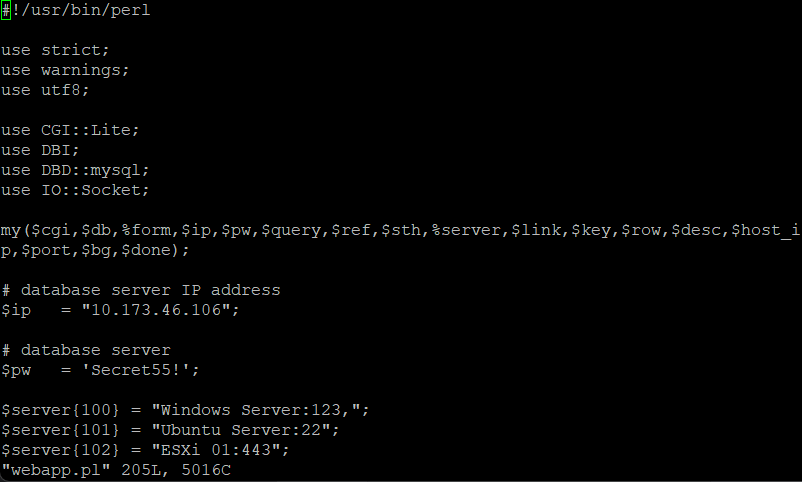 #!/usr/bin/perl
use strict;
use warnings;
use utf8;
use CGI::Lite;
use DBI;
use DBD::mysql;
use IO::Socket;
my($cgi,$db,%form,$ip,$pw,$query,$ref,$sth,%server,$link,$key,$row,$desc,$host_i
p,$port,$bg,$done);
# database server IP address
$ip   = "10.173.46.106";
# database server
$pw   = 'Secret55!';
$server{100} = "Windows Server:123,";
$server{101} = "Ubuntu Server:22";
$server{102} = "ESXi 01:443";
"webapp.pl" 205L, 5016C